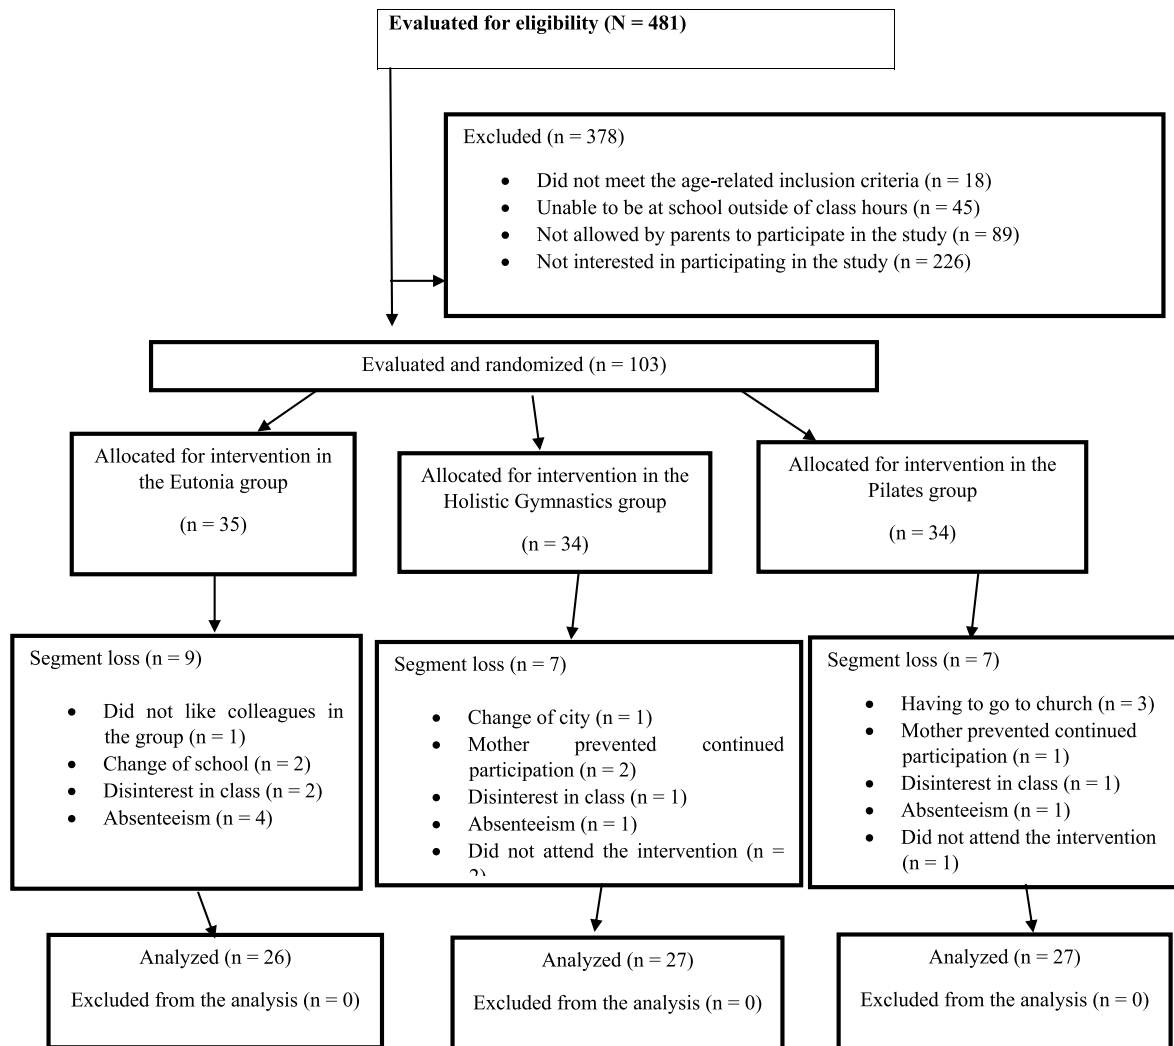 Evaluated for eligibility (N = 481)
Excluded (n = 378)
• Did not meet the age-related inclusion criteria (n = 18)
• Unable to be at school outside of class hours (n = 45)
• Not allowed by parents to participate in the study (n = 89)
• Not interested in participating in the study (n = 226)
Evaluated and randomized (n = 103)
Allocated for intervention in
the Eutonia group
(n = 35)
Allocated for intervention in the
Holistic Gymnastics group
(n = 34)
Allocated for intervention in the
Pilates group
(n = 34)
Segment loss (n = 9)
• Did not like colleagues in
the group (n = 1)
• Change of school (n = 2)
• Disinterest in class (n = 2)
• Absenteeism (n = 4)
Segment loss (n = 7)
• Change of city (n = 1)
• Mother prevented continued
participation (n = 2)
• Disinterest in class (n = 1)
• Absenteeism (n = 1)
• Did not attend the intervention (n =
2)
Segment loss (n = 7)
• Having to go to church (n = 3)
• Mother prevented continued
participation (n = 1)
• Disinterest in class (n = 1)
• Absenteeism (n = 1)
• Did not attend the intervention
(n = 1)
Analyzed (n = 26)
Excluded from the analysis (n = 0)
Analyzed (n = 27)
Excluded from the analysis (n = 0)
Analyzed (n = 27)
Excluded from the analysis (n = 0)